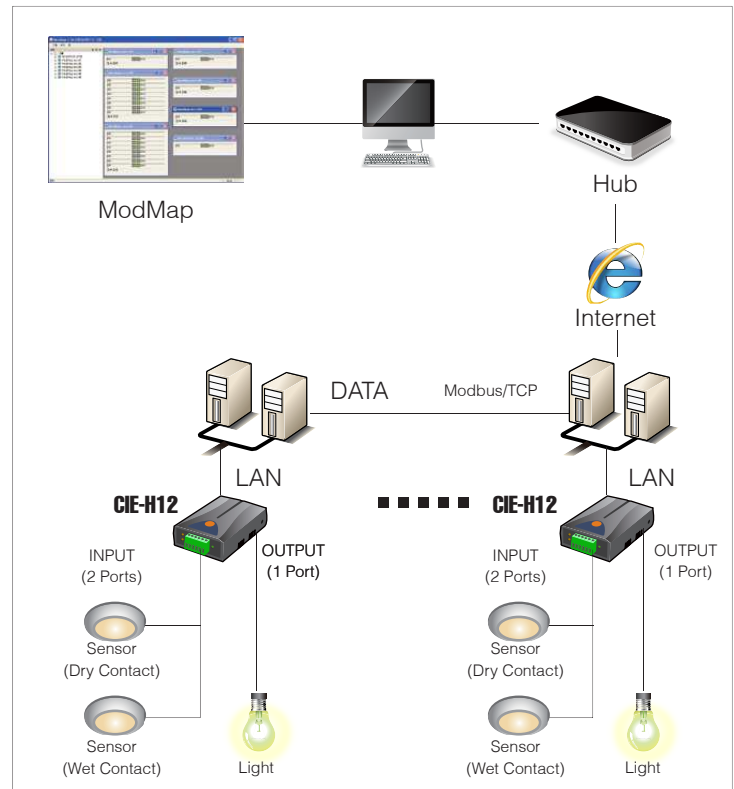 ModMap
Hub
Internet
DATA
Modbus/TCP
LAN
LAN
CIE-H12
CIE-H12
INPUT
(2 Ports)
OUTPUT
(1 Port)
INPUT
(2 Ports)
OUTPUT
(1 Port)
Sensor
(Dry Contact)
Sensor
(Dry Contact)
Sensor
(Wet Contact)
Light
Sensor
(Wet Contact)
Light